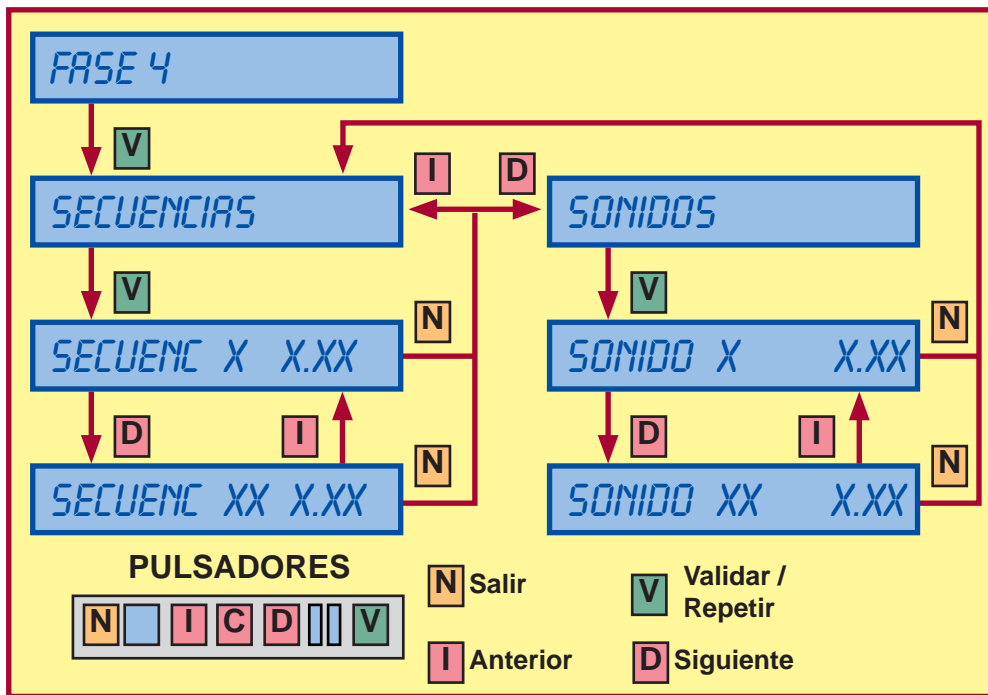 FASE 4
V
I D
SECUENCIAS SONIDOS
V V
N N
SECUENC X X.XX SONIDO X X.XX
D I D I
N N
SECUENC XX X.XX SONIDO XX X.XX
PULSADORES
N I C D V
N Salir
V Validar /
Repetir
I Anterior
D Siguiente